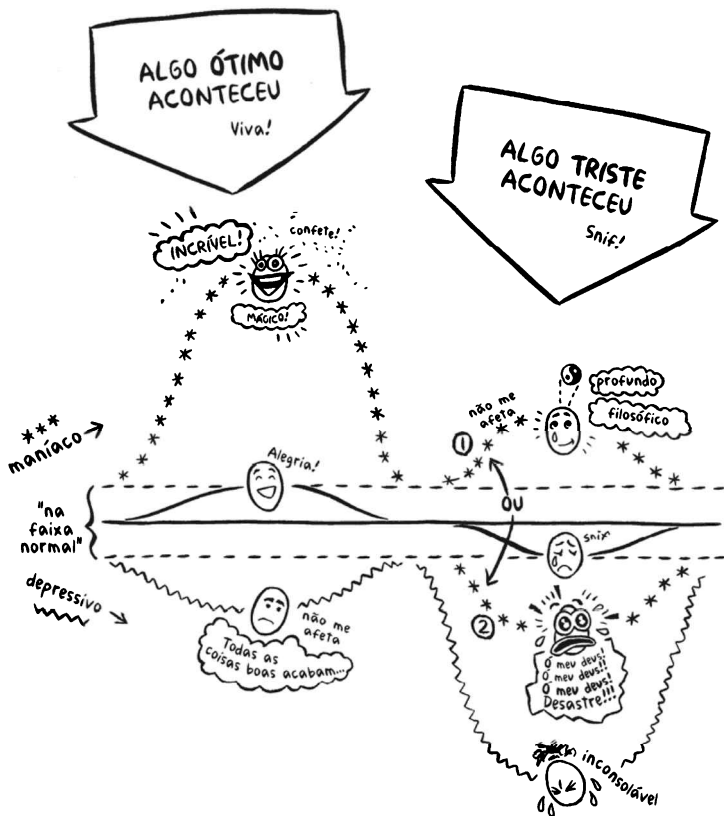 ALGO ÓTIMO
ACONTECEU
Viva!
ALGO TRISTE
ACONTECEU
Snif!
INCRÍVEL!
confete!
MÁGICO!
não me
afeta
profundo
filosófico
maníaco
1
Alegria!
"na
faixa
normal"
OU
snif
depressivo
não me
afeta
Todas as
coisas boas acabam...
2
Ó meu deus!
Ó meu deus!!
Ó meu deus!
Desastre!!!
inconsolável